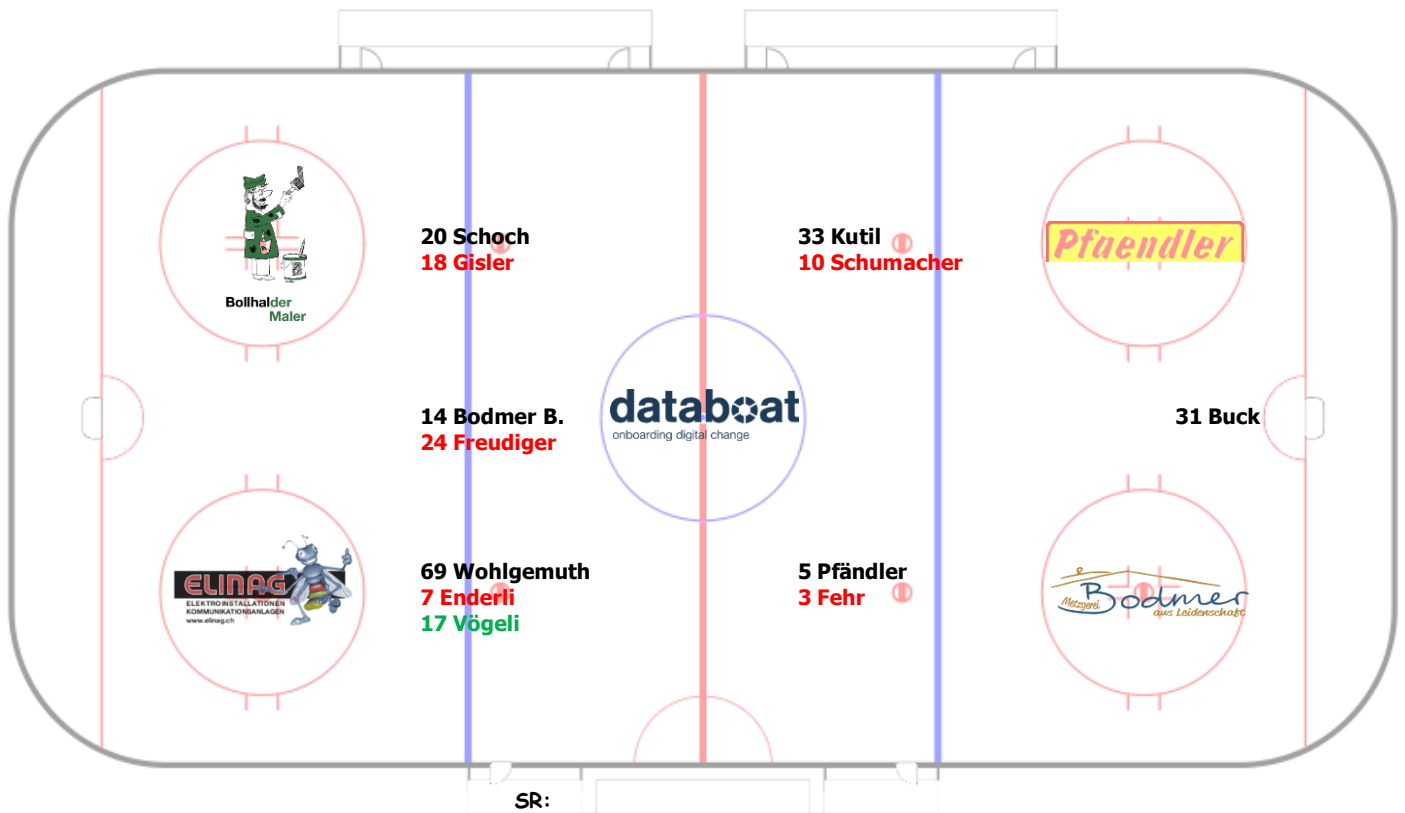 20 Schoch
18 Gisler
33 Kutil
10 Schumacher
Pfaendler
Bollhalder
Maler
14 Bodmer B.
24 Freudiger
databoat
onboarding digital change
31 Buck
ELINAG
ELEKTROINSTALLATIONEN
KOMMUNIKATIONSANLAGEN
www.elinag.ch
69 Wohlgemuth
7 Enderli
17 Vögeli
5 Pfändler
3 Fehr
Metzgerei Bodmer
aus Leidenschaft
SR: